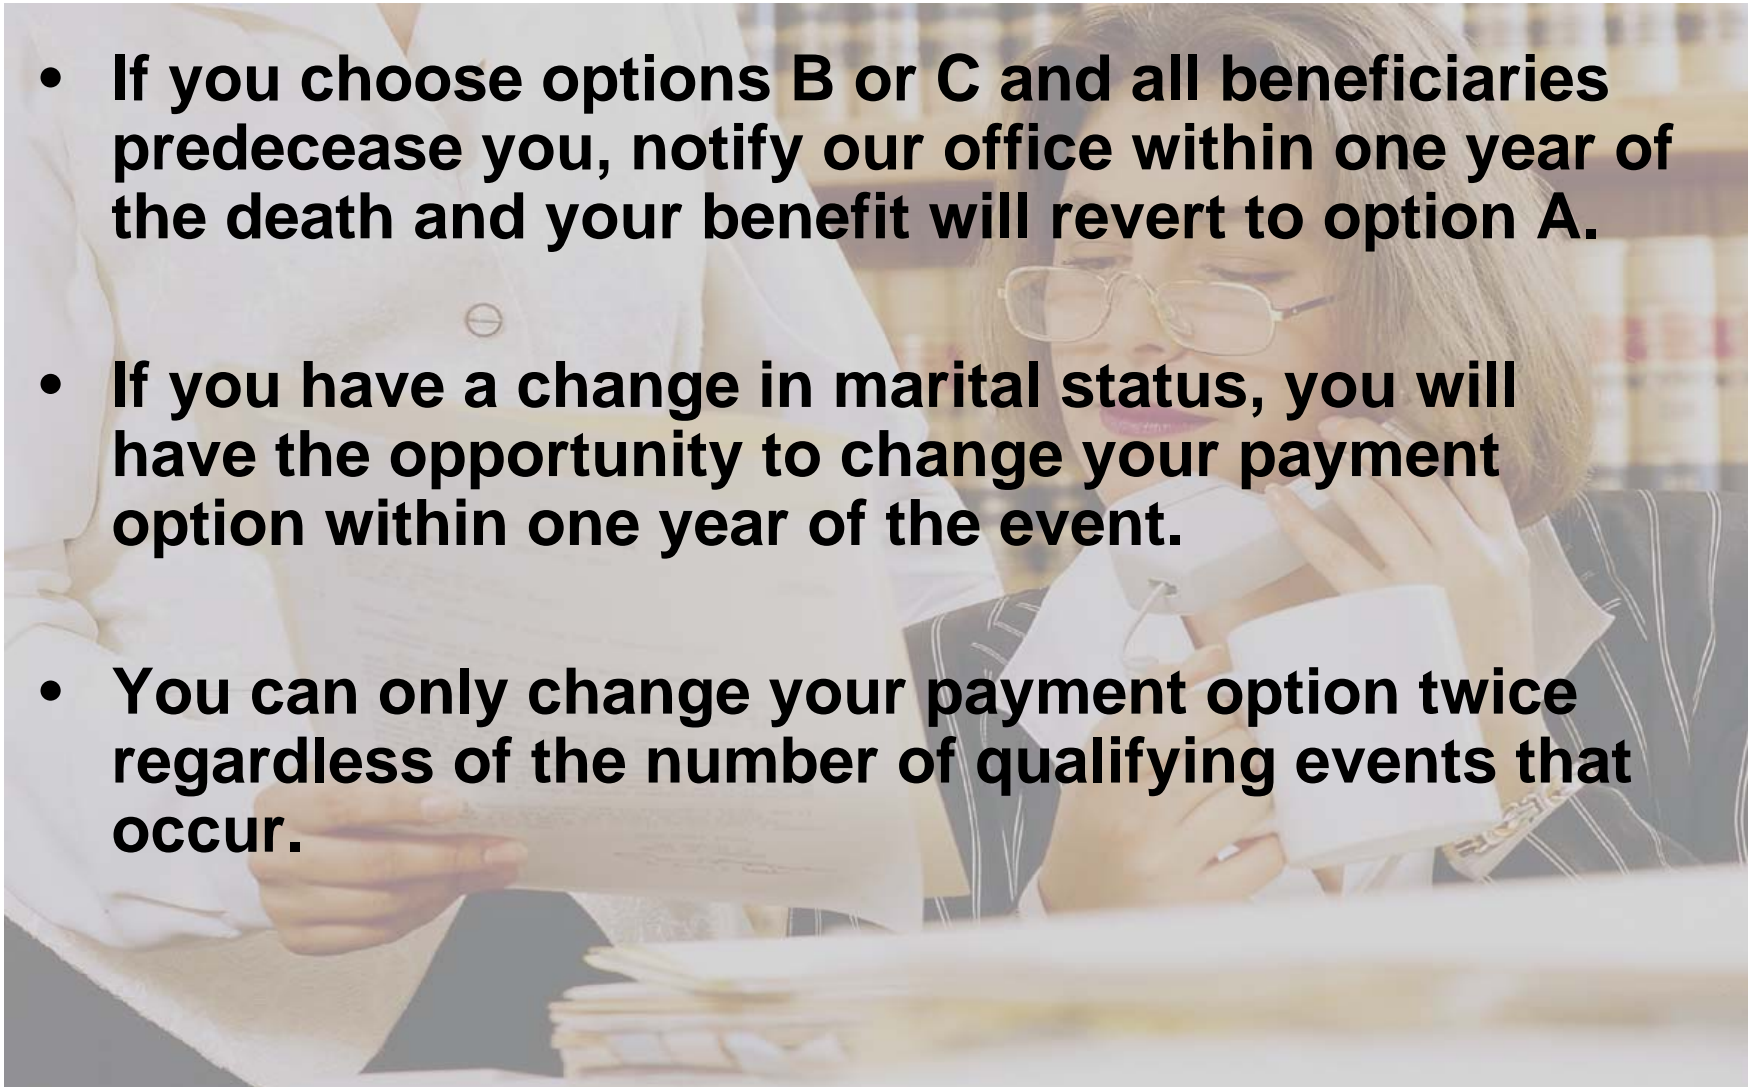 • If you choose options B or C and all beneficiaries
predecease you, notify our office within one year of
the death and your benefit will revert to option A.
• If you have a change in marital status, you will
have the opportunity to change your payment
option within one year of the event.
• You can only change your payment option twice
regardless of the number of qualifying events that
occur.